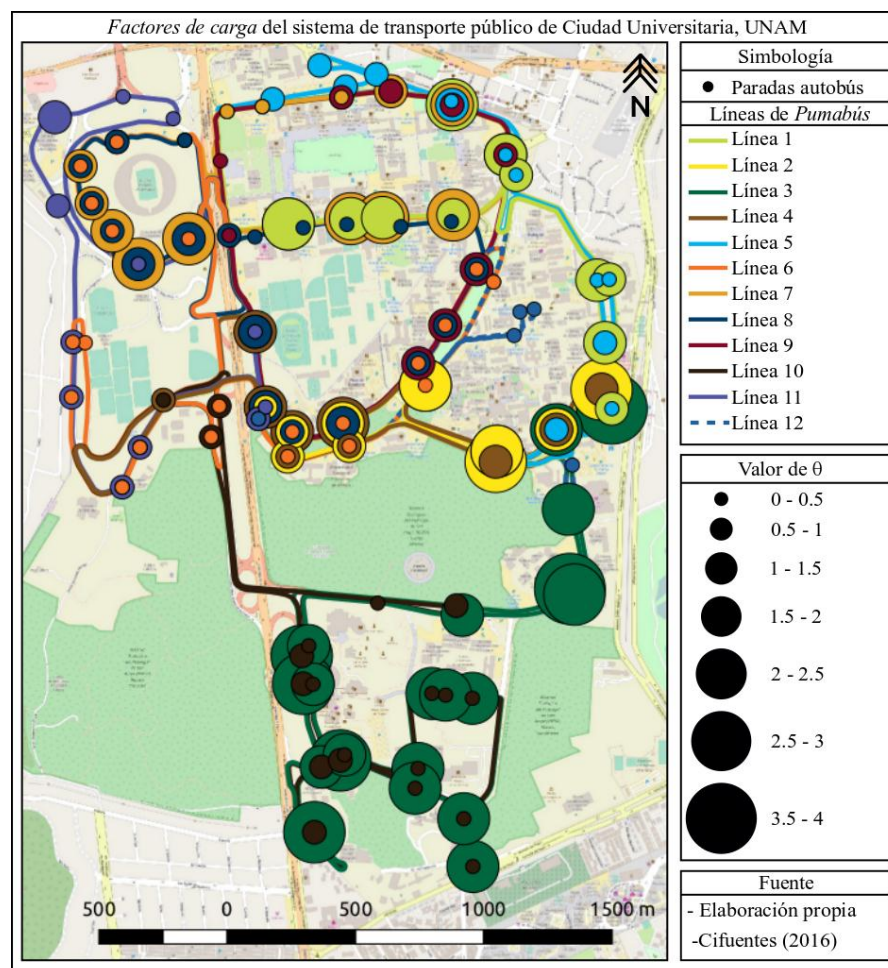 Factores de carga del sistema de transporte público de Ciudad Universitaria, UNAM
N
500 0 500 1000 1500 m
Simbología
Paradas autobús
Líneas de Pumabús
Línea 1
Línea 2
Línea 3
Línea 4
Línea 5
Línea 6
Línea 7
Línea 8
Línea 9
Línea 10
Línea 11
Línea 12
Valor de θ
0 - 0.5
0.5 - 1
1 - 1.5
1.5 - 2
2 - 2.5
2.5 - 3
3.5 - 4
Fuente
- Elaboración propia
-Cifuentes (2016)